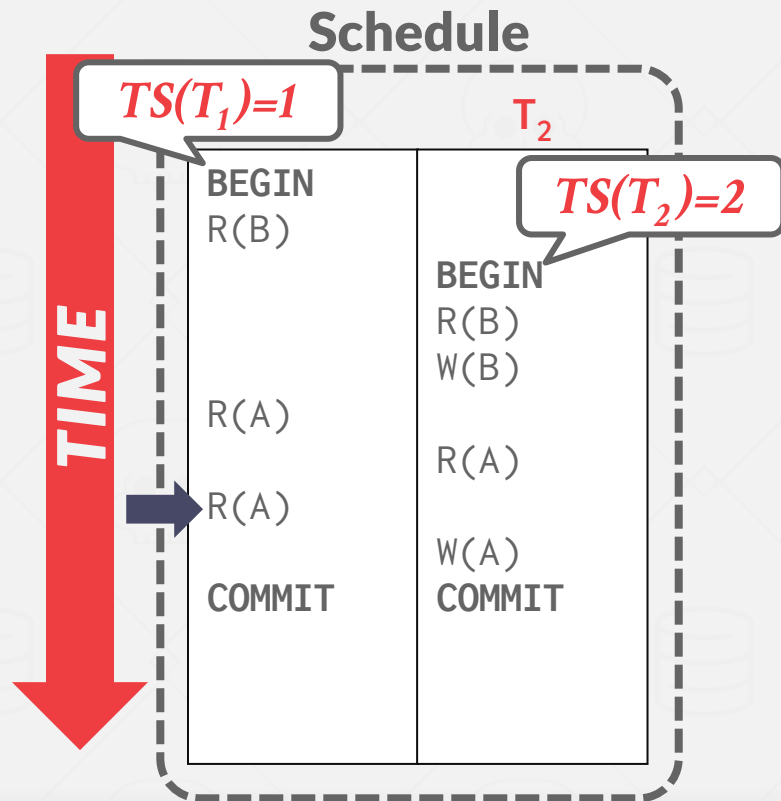 Schedule
TS(T₁)=1
T₂
BEGIN
TS(T₂)=2
R(B)
BEGIN
R(B)
W(B)
R(A)
R(A)
R(A)
W(A)
COMMIT COMMIT
TIME